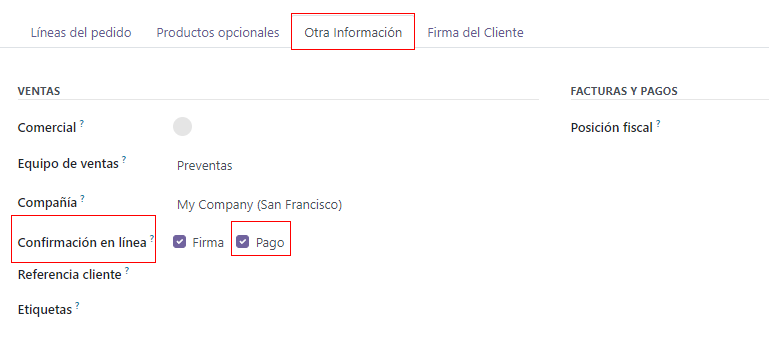 Líneas del pedido Productos opcionales Otra Información Firma del Cliente
VENTAS FACTURAS Y PAGOS
Comercial ? Posición fiscal ?
Equipo de ventas ? Preventas
Compañía ? My Company (San Francisco)
Confirmación en línea ? Firma Pago
Referencia cliente ?
Etiquetas ?